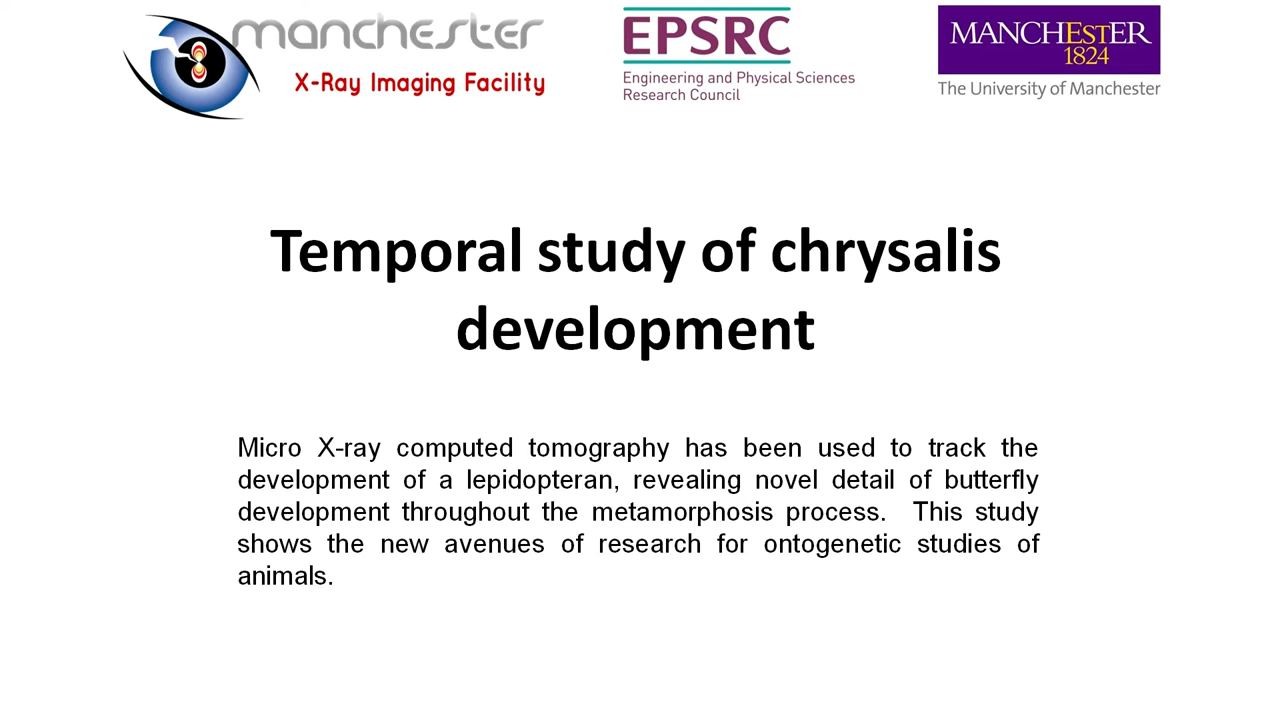 manchester
X-Ray Imaging Facility
EPSRC
Engineering and Physical Sciences
Research Council
MANCHESTER
1824
The University of Manchester
Temporal study of chrysalis
development
Micro X-ray computed tomography has been used to track the
development of a lepidopteran, revealing novel detail of butterfly
development throughout the metamorphosis process. This study
shows the new avenues of research for ontogenetic studies of
animals.